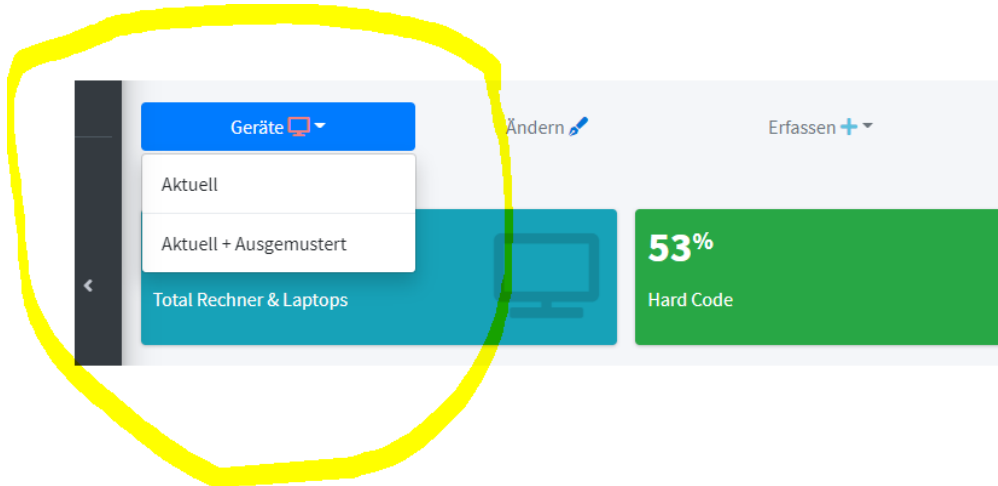 Geräte
Ändern
Erfassen
Aktuell
Aktuell + Ausgemustert
53%
Total Rechner & Laptops
Hard Code